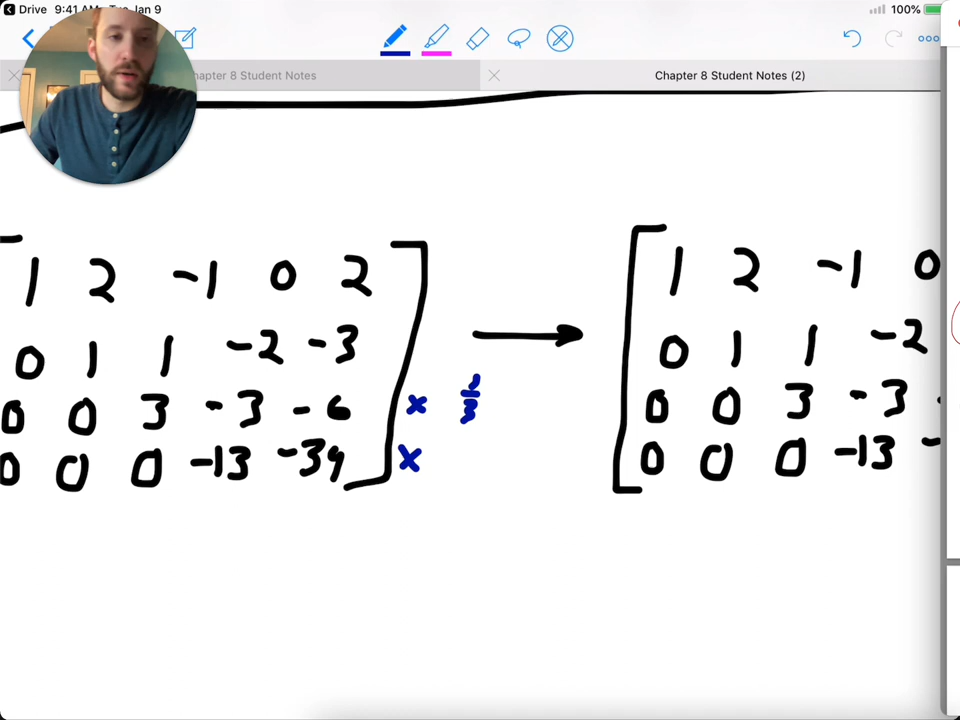 Drive 9:41 AM Tue Jan 9 100%
hapter 8 Student Notes
Chapter 8 Student Notes (2)
1 2 -1 0 2
0 1 1 -2 -3
0 0 3 -3 -6 × 1/3
0 0 0 -13 -39 ×
1 2 -1 0
0 1 1 -2
0 0 3 -3 -
0 0 0 -13 -